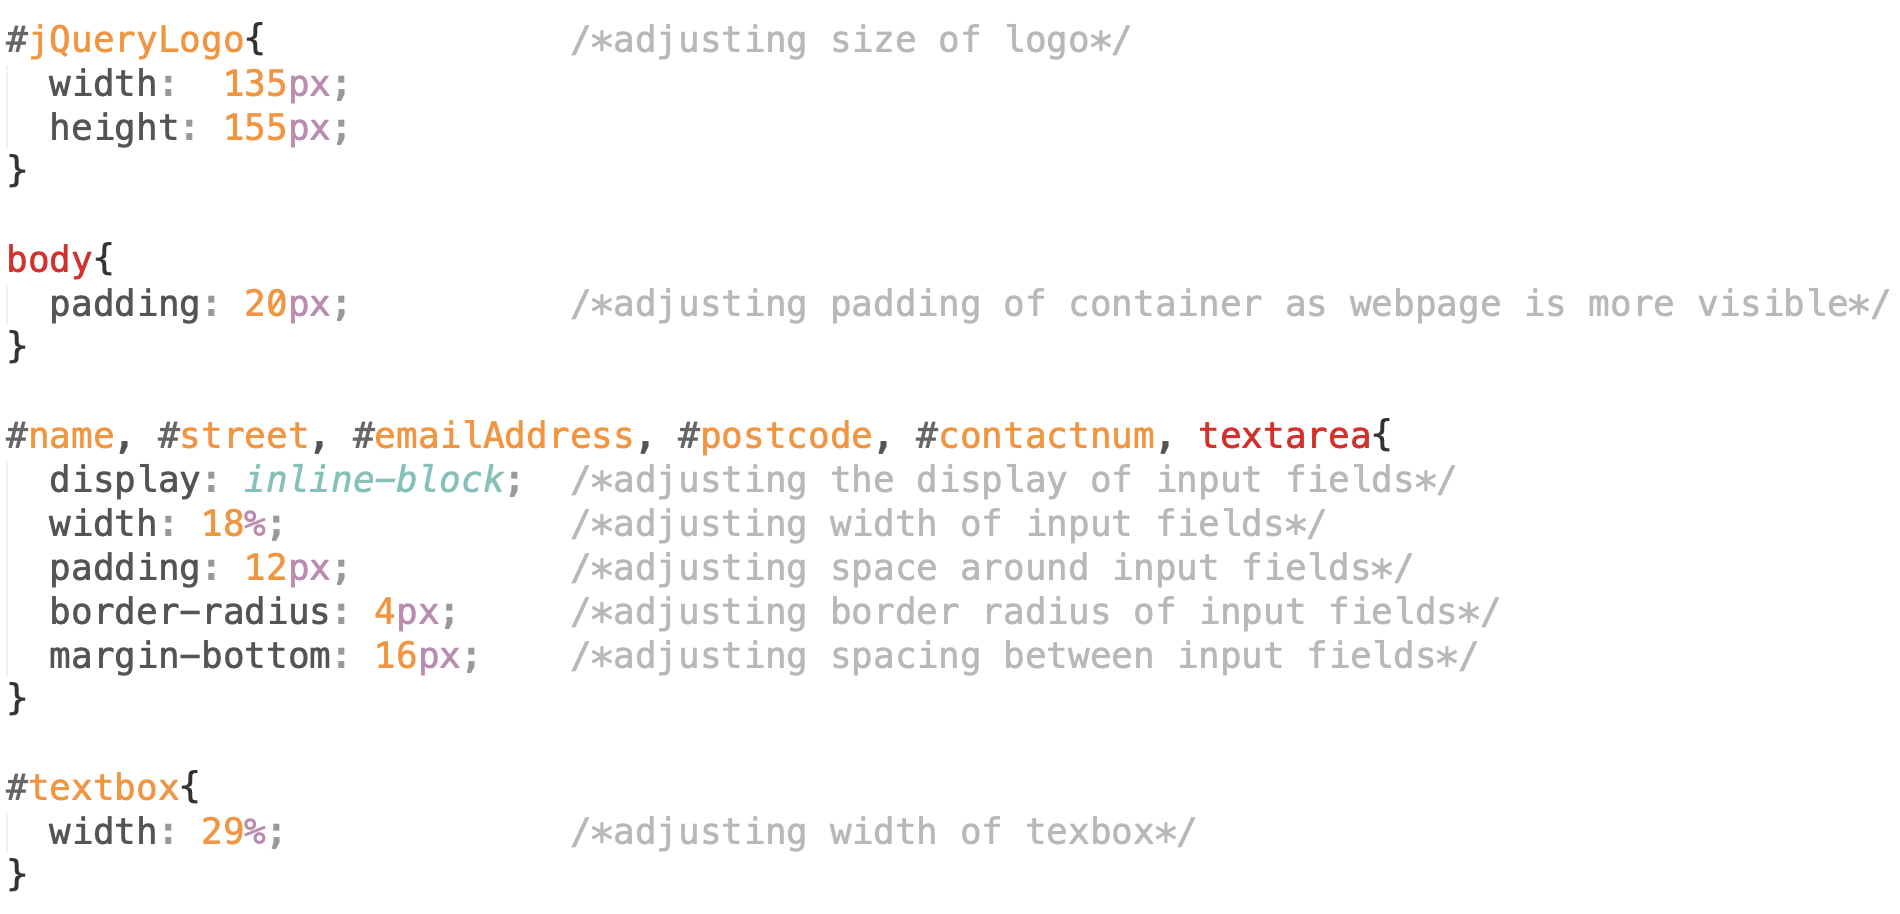 #jQueryLogo{              /*adjusting size of logo*/
  width:  135px;
  height: 155px;
}
body{
  padding: 20px;          /*adjusting padding of container as webpage is more visible*/
}
#name, #street, #emailAddress, #postcode, #contactnum, textarea{
  display: inline-block;  /*adjusting the display of input fields*/
  width: 18%;             /*adjusting width of input fields*/
  padding: 12px;          /*adjusting space around input fields*/
  border-radius: 4px;     /*adjusting border radius of input fields*/
  margin-bottom: 16px;    /*adjusting spacing between input fields*/
}
#textbox{
  width: 29%;             /*adjusting width of texbox*/
}